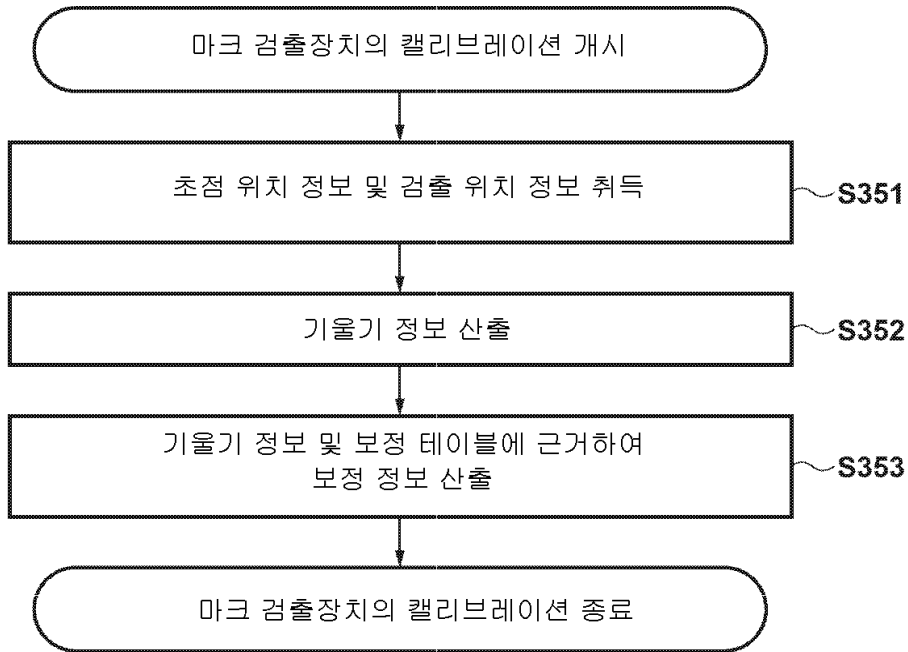 마크 검출장치의 캘리브레이션 개시
초점 위치 정보 및 검출 위치 정보 취득
S351
기울기 정보 산출
S352
기울기 정보 및 보정 테이블에 근거하여
보정 정보 산출
S353
마크 검출장치의 캘리브레이션 종료